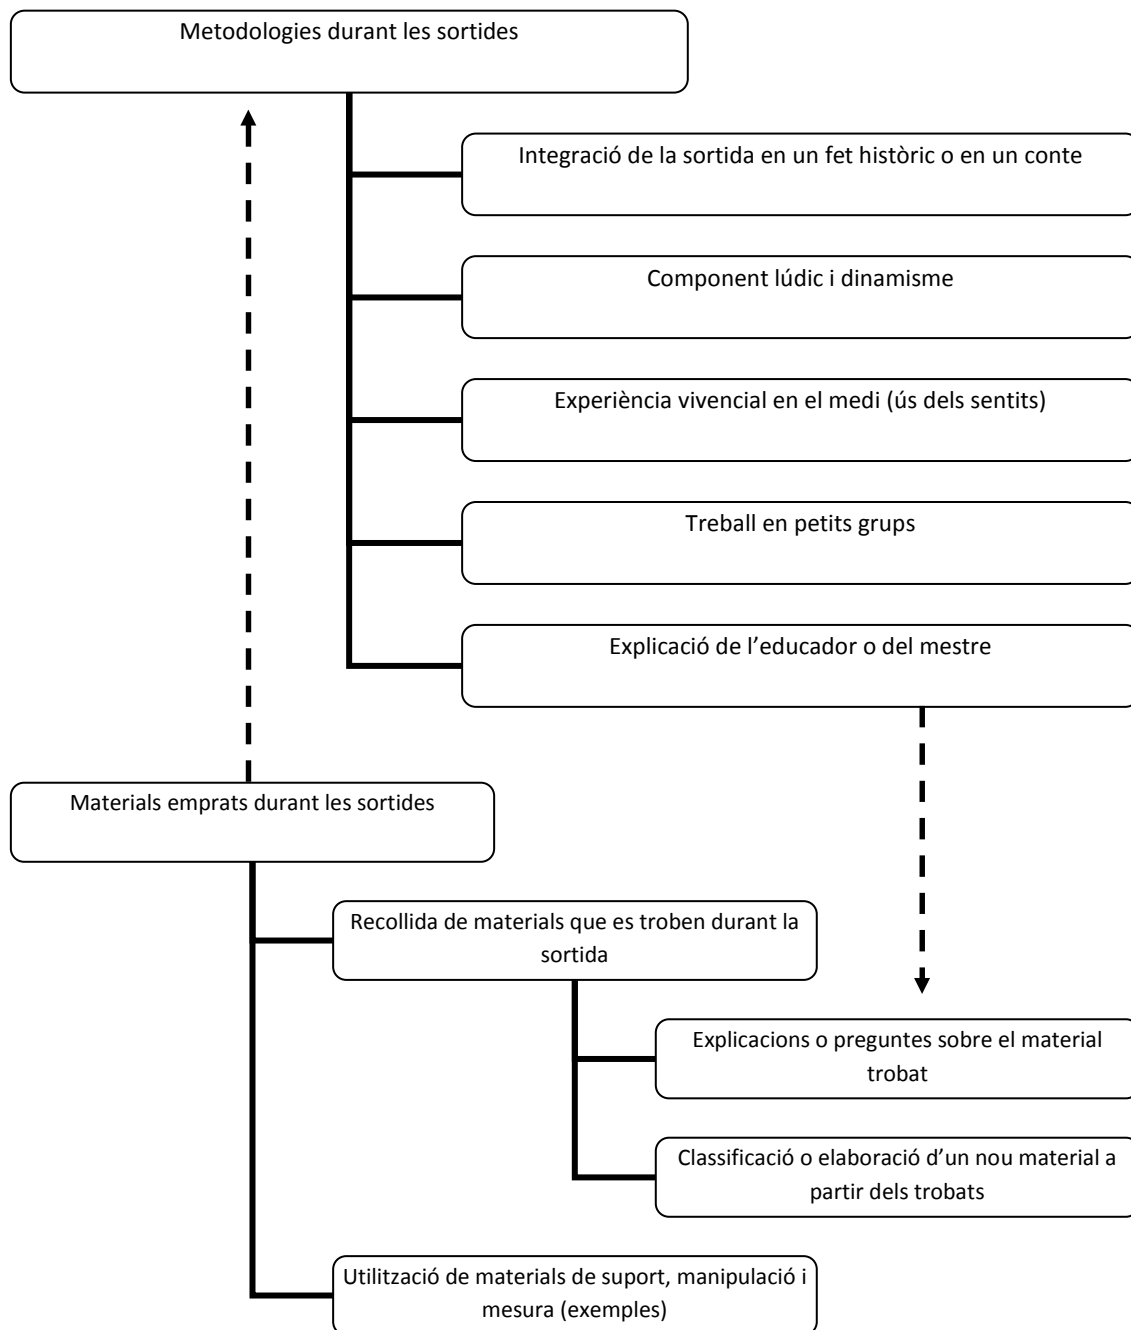 Metodologies durant les sortides
Integració de la sortida en un fet històric o en un conte
Component lúdic i dinamisme
Experiència vivencial en el medi (ús dels sentits)
Treball en petits grups
Explicació de l’educador o del mestre
Materials emprats durant les sortides
Recollida de materials que es troben durant la
sortida
Explicacions o preguntes sobre el material
trobat
Classificació o elaboració d’un nou material a
partir dels trobats
Utilització de materials de suport, manipulació i
mesura (exemples)